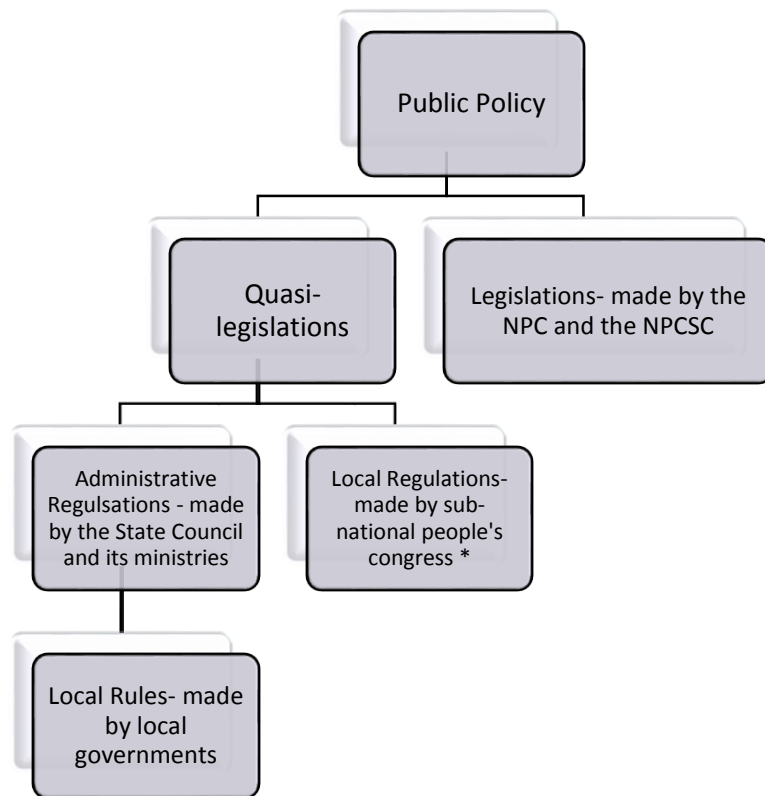 Public Policy
Quasi-
legislations
Legislations- made by the
NPC and the NPCSC
Administrative
Regulsations - made
by the State Council
and its ministries
Local Regulations-
made by sub-
national people's
congress *
Local Rules- made
by local
governments